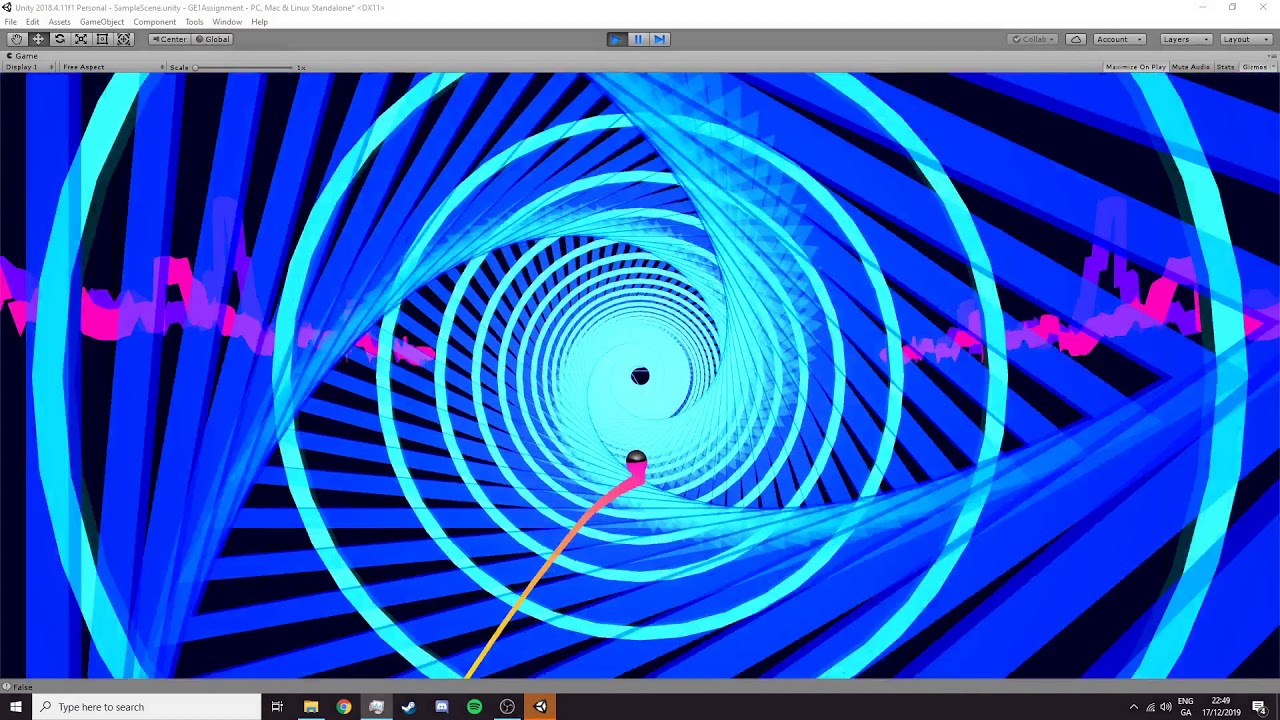 Unity 2018.4.11f1 Personal - SampleScene.unity - GE1Assignment - PC, Mac & Linux Standalone* <DX11>
File Edit Assets GameObject Component Tools Window Help
Center Global Collab Account Layers Layout
Game
Display 1 Free Aspect Scale 1x Maximize On Play Mute Audio Stats Gizmos
False
Type here to search
ENG 22:49
GA 17/12/2019